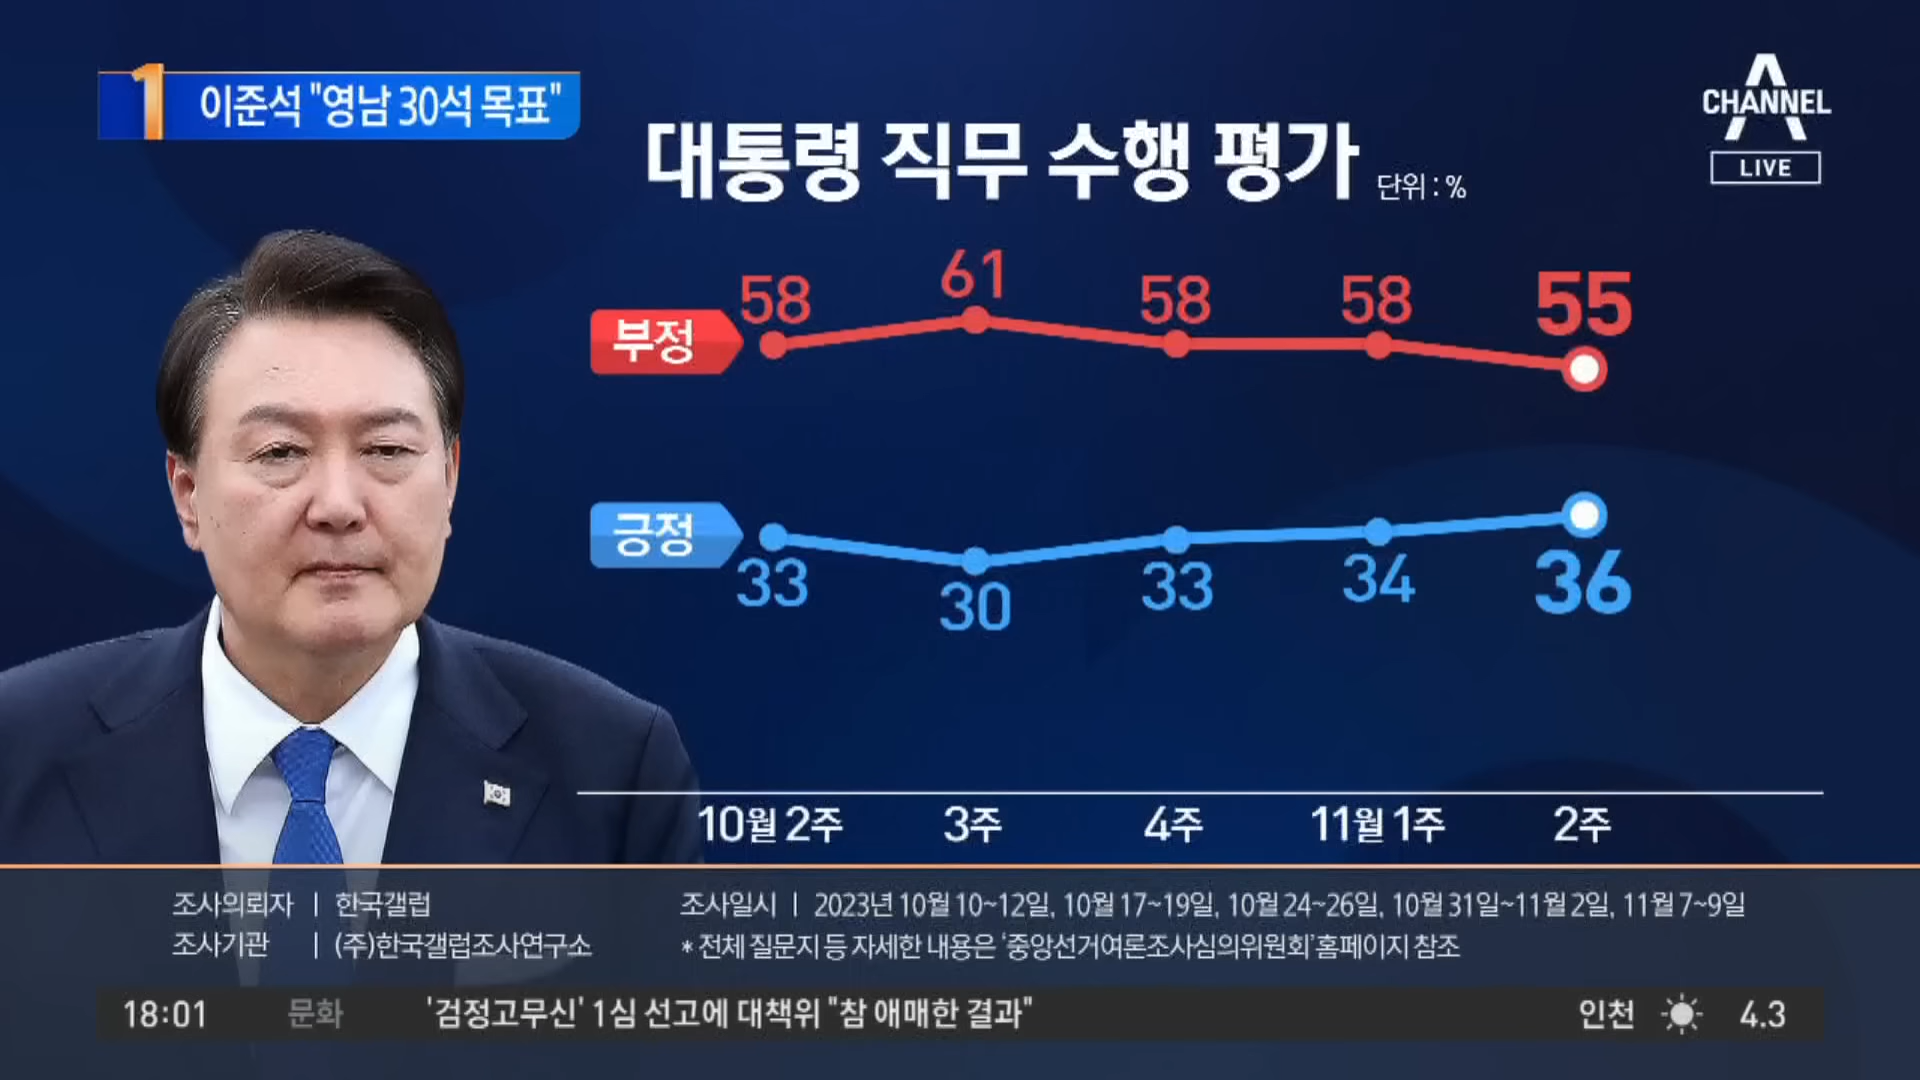 1 이준석 "영남 30석 목표"
CHANNEL A
LIVE
대통령 직무 수행 평가 단위 : %
부정 58 61 58 58 55
긍정 33 30 33 34 36
10월 2주 3주 4주 11월 1주 2주
조사의뢰자 | 한국갤럽
조사기관 | (주)한국갤럽조사연구소
조사일시 | 2023년 10월 10~12일, 10월 17~19일, 10월 24~26일, 10월 31일~11월 2일, 11월 7~9일
* 전체 질문지 등 자세한 내용은 '중앙선거여론조사심의위원회' 홈페이지 참조
18:01 문화 '검정고무신' 1심 선고에 대책위 "참 애매한 결과" 인천 4.3